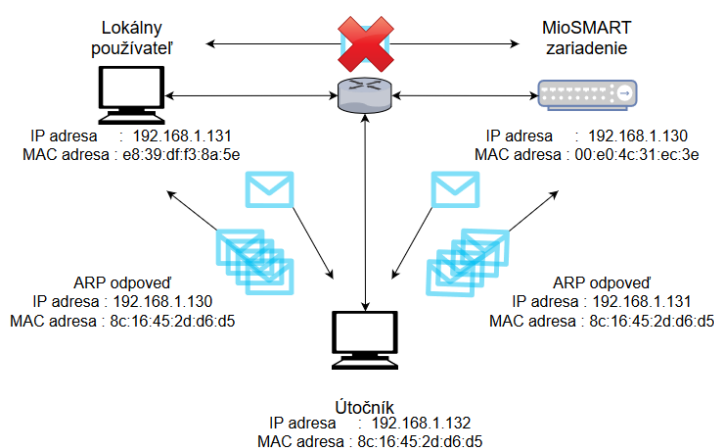 Lokálny
používateľ
MioSMART
zariadenie
IP adresa : 192.168.1.131
MAC adresa : e8:39:df:f3:8a:5e
IP adresa : 192.168.1.130
MAC adresa : 00:e0:4c:31:ec:3e
ARP odpoveď
IP adresa : 192.168.1.130
MAC adresa : 8c:16:45:2d:d6:d5
ARP odpoveď
IP adresa : 192.168.1.131
MAC adresa : 8c:16:45:2d:d6:d5
Útočník
IP adresa : 192.168.1.132
MAC adresa : 8c:16:45:2d:d6:d5